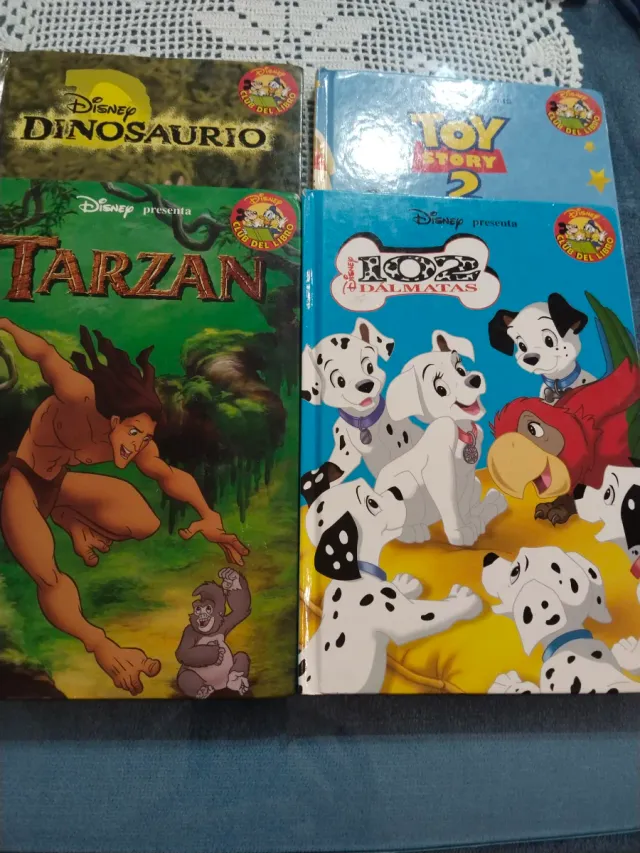 Disney
DINOSAURIO
CLUB DEL LIBRO
TOY
STORY
2
CLUB DEL LIBRO
Disney presenta
TARZAN
CLUB DEL LIBRO
Disney presenta
Disney
102
DÁLMATAS
CLUB DEL LIBRO